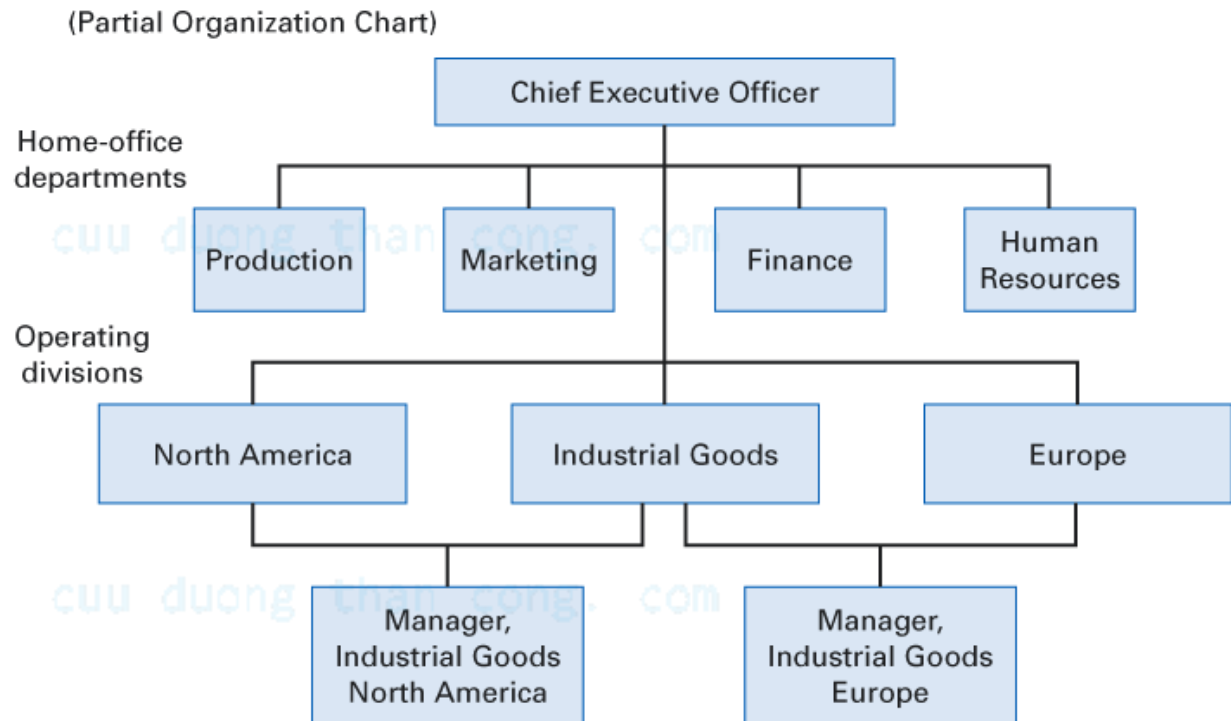 (Partial Organization Chart)
Chief Executive Officer
Home-office
departments
cuu duong than cong. com
Production
Marketing
Finance
Human
Resources
Operating
divisions
North America
Industrial Goods
Europe
cuu duong than cong. com
Manager,
Industrial Goods
North America
Manager,
Industrial Goods
Europe